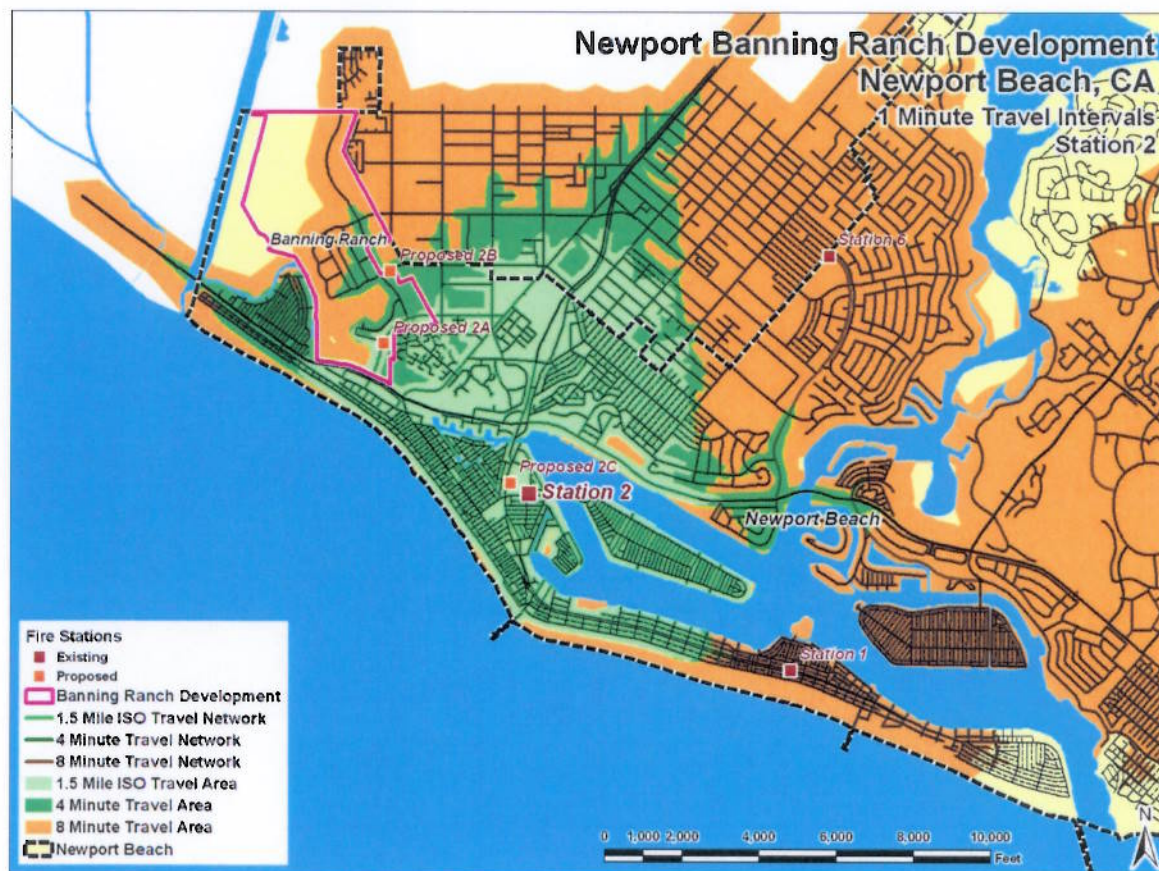 Newport Banning Ranch Development
Newport Beach, CA
1 Minute Travel Intervals
Station 2
Banning Ranch
Proposed 2B
Station 6
Proposed 2A
Proposed 2C
Station 2
Newport Beach
Station 1
Fire Stations
Existing
Proposed
Banning Ranch Development
1.5 Mile ISO Travel Network
4 Minute Travel Network
8 Minute Travel Network
1.5 Mile ISO Travel Area
4 Minute Travel Area
8 Minute Travel Area
Newport Beach
0 1,000 2,000 4,000 6,000 8,000 10,000
Feet
N